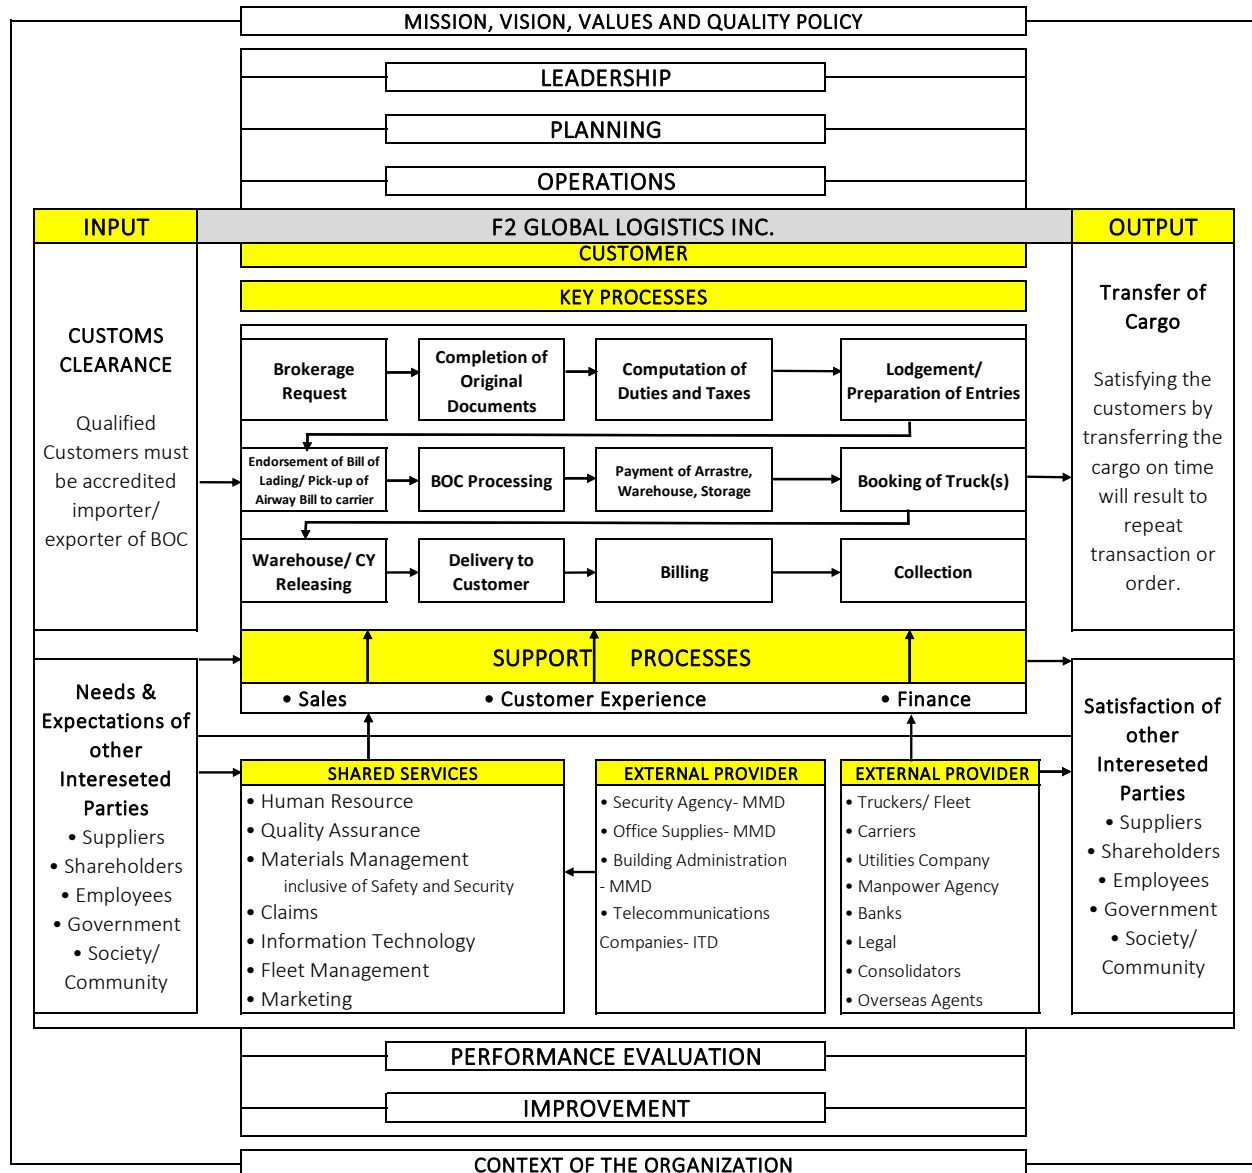 MISSION, VISION, VALUES AND QUALITY POLICY
LEADERSHIP
PLANNING
OPERATIONS
INPUT
F2 GLOBAL LOGISTICS INC.
OUTPUT
CUSTOMER
KEY PROCESSES
CUSTOMS
CLEARANCE
Qualified
Customers must
be accredited
importer/
exporter of BOC
Brokerage
Request
Completion of
Original
Documents
Computation of
Duties and Taxes
Lodgement/
Preparation of Entries
Endorsement of Bill of
Lading/ Pick-up of
Airway Bill to carrier
BOC Processing
Payment of Arrastre,
Warehouse, Storage
Booking of Truck(s)
Warehouse/ CY
Releasing
Delivery to
Customer
Billing
Collection
Transfer of
Cargo
Satisfying the
customers by
transferring the
cargo on time
will result to
repeat
transaction or
order.
SUPPORT PROCESSES
• Sales
• Customer Experience
• Finance
Needs &
Expectations of
other
Intereseted
Parties
• Suppliers
• Shareholders
• Employees
• Government
• Society/
Community
SHARED SERVICES
• Human Resource
• Quality Assurance
• Materials Management
inclusive of Safety and Security
• Claims
• Information Technology
• Fleet Management
• Marketing
EXTERNAL PROVIDER
• Security Agency- MMD
• Office Supplies- MMD
• Building Administration
- MMD
• Telecommunications
Companies- ITD
EXTERNAL PROVIDER
• Truckers/ Fleet
• Carriers
• Utilities Company
• Manpower Agency
• Banks
• Legal
• Consolidators
• Overseas Agents
Satisfaction of
other
Intereseted
Parties
• Suppliers
• Shareholders
• Employees
• Government
• Society/
Community
PERFORMANCE EVALUATION
IMPROVEMENT
CONTEXT OF THE ORGANIZATION